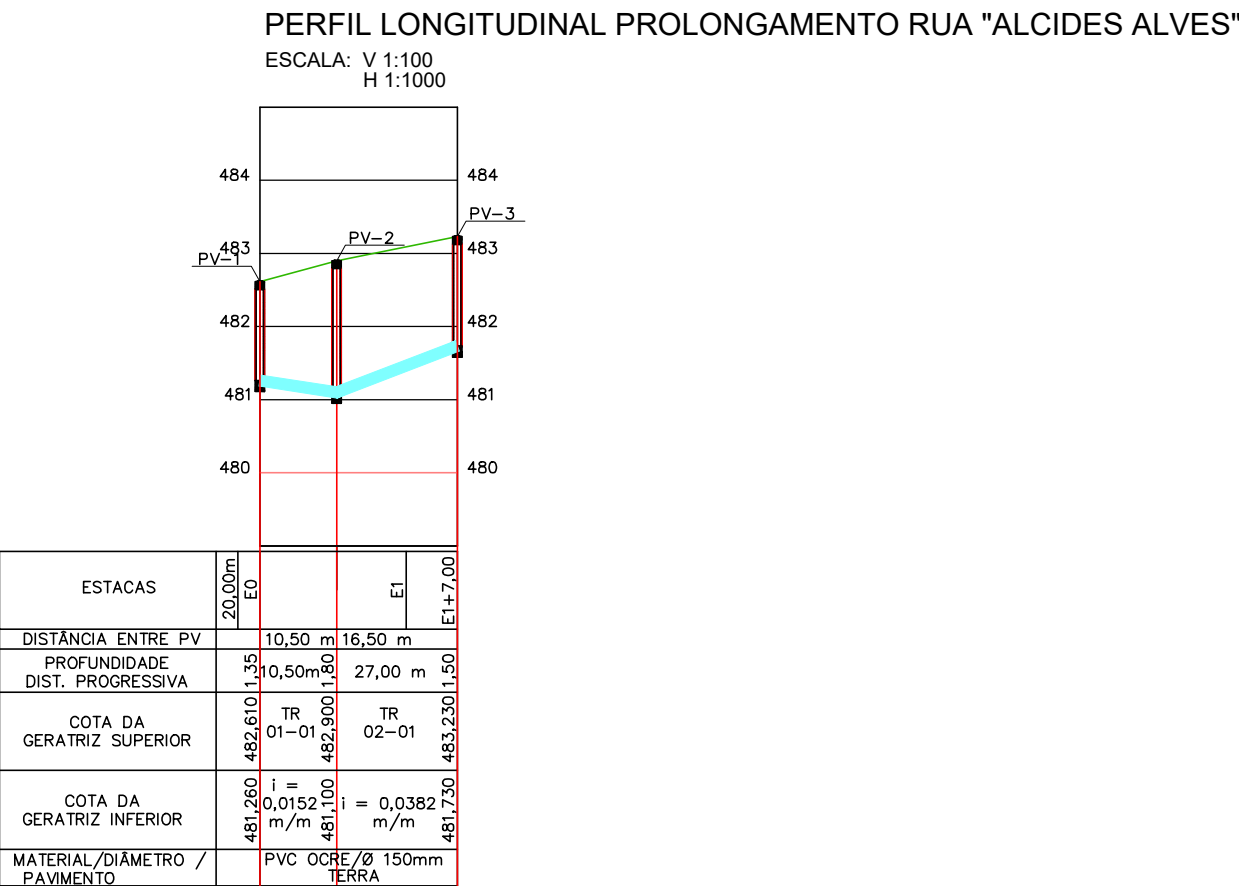 PERFIL LONGITUDINAL PROLONGAMENTO RUA "ALCIDES ALVES"
ESCALA: V 1:100
H 1:1000
484 484
PV-3
PV-2
483 483
PV-1
482 482
481 481
480 480
ESTACAS 20,00m E0 E1 E1+7,00
DISTÂNCIA ENTRE PV 10,50 m 16,50 m
PROFUNDIDADE
DIST. PROGRESSIVA
1,35 10,50m 1,80 27,00 m 1,50
COTA DA
GERATRIZ SUPERIOR
482,610
TR
01-01
482,900
TR
02-01
483,230
COTA DA
GERATRIZ INFERIOR
481,260
i =
0,0152
m/m
481,100
i = 0,0382
m/m
481,730
MATERIAL/DIÂMETRO /
PAVIMENTO
PVC OCRE/Ø 150mm
TERRA